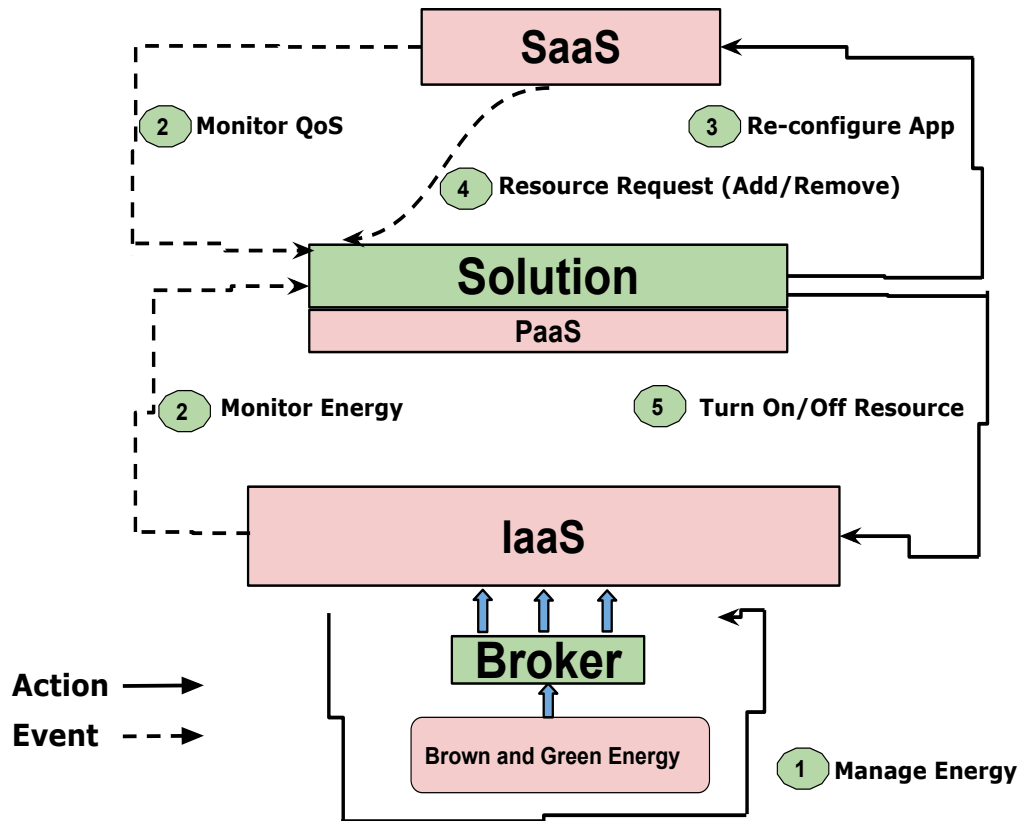 SaaS
2 Monitor QoS
3 Re-configure App
4 Resource Request (Add/Remove)
Solution
PaaS
2 Monitor Energy
5 Turn On/Off Resource
IaaS
Broker
Action
Event
Brown and Green Energy
1 Manage Energy